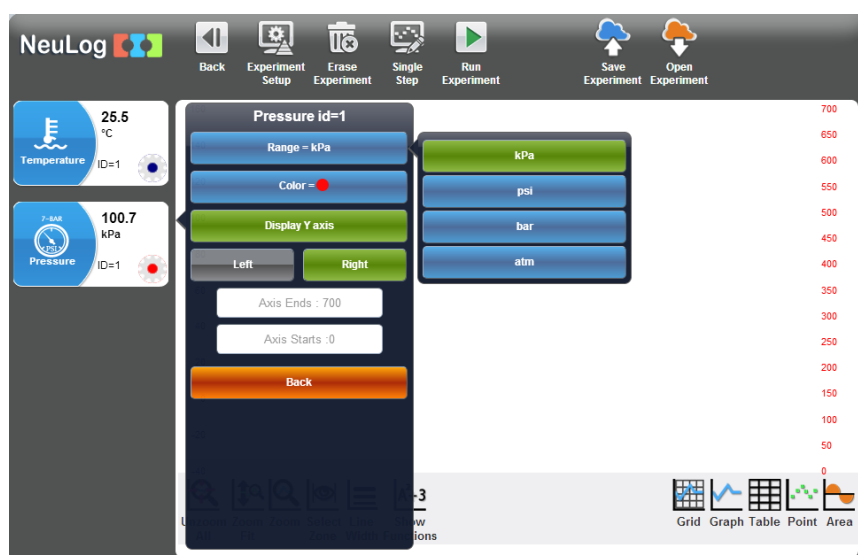 NeuLog
Back
Experiment
Setup
Erase
Experiment
Single
Step
Run
Experiment
Save
Experiment
Open
Experiment
25.5
°C
Temperature
ID=1
7-BAR
PSI
100.7
kPa
Pressure
ID=1
Pressure id=1
Range = kPa
Color =
Display Y axis
Left
Right
Axis Ends : 700
Axis Starts :0
Back
kPa
psi
bar
atm
700
650
600
550
500
450
400
350
300
250
200
150
100
50
0
Grid
Graph
Table
Point
Area